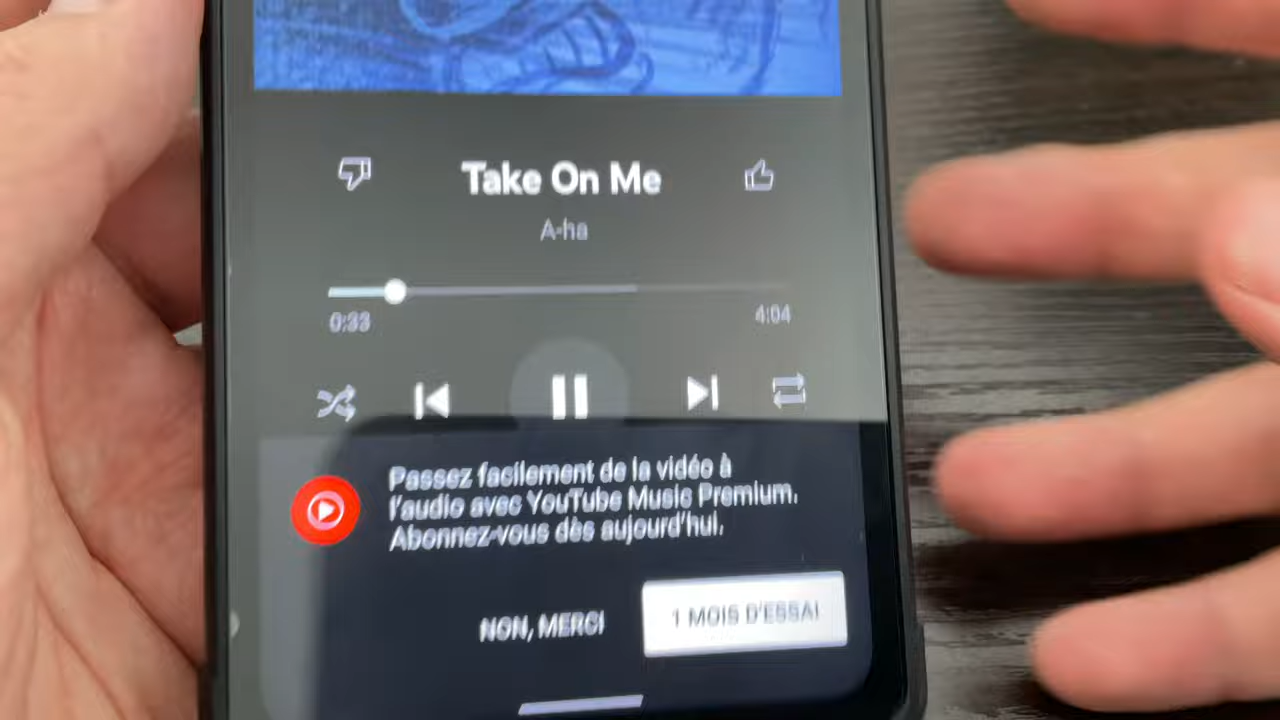 Take On Me
A-ha
0:33
4:04
Passez facilement de la vidéo à
l'audio avec YouTube Music Premium.
Abonnez-vous dès aujourd'hui.
NON, MERCI
1 MOIS D'ESSAI